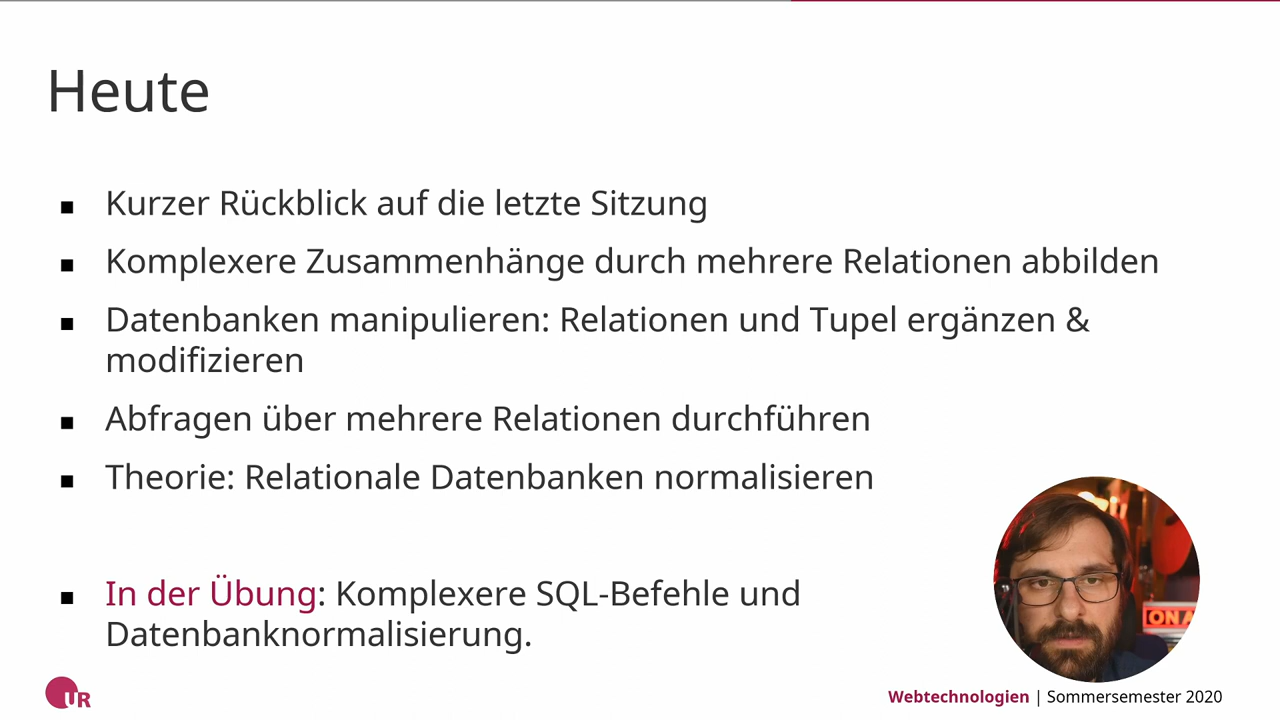 Heute
Kurzer Rückblick auf die letzte Sitzung
Komplexere Zusammenhänge durch mehrere Relationen abbilden
Datenbanken manipulieren: Relationen und Tupel ergänzen &
modifizieren
Abfragen über mehrere Relationen durchführen
Theorie: Relationale Datenbanken normalisieren
In der Übung: Komplexere SQL-Befehle und
Datenbanknormalisierung.
ON A
UR
Webtechnologien | Sommersemester 2020